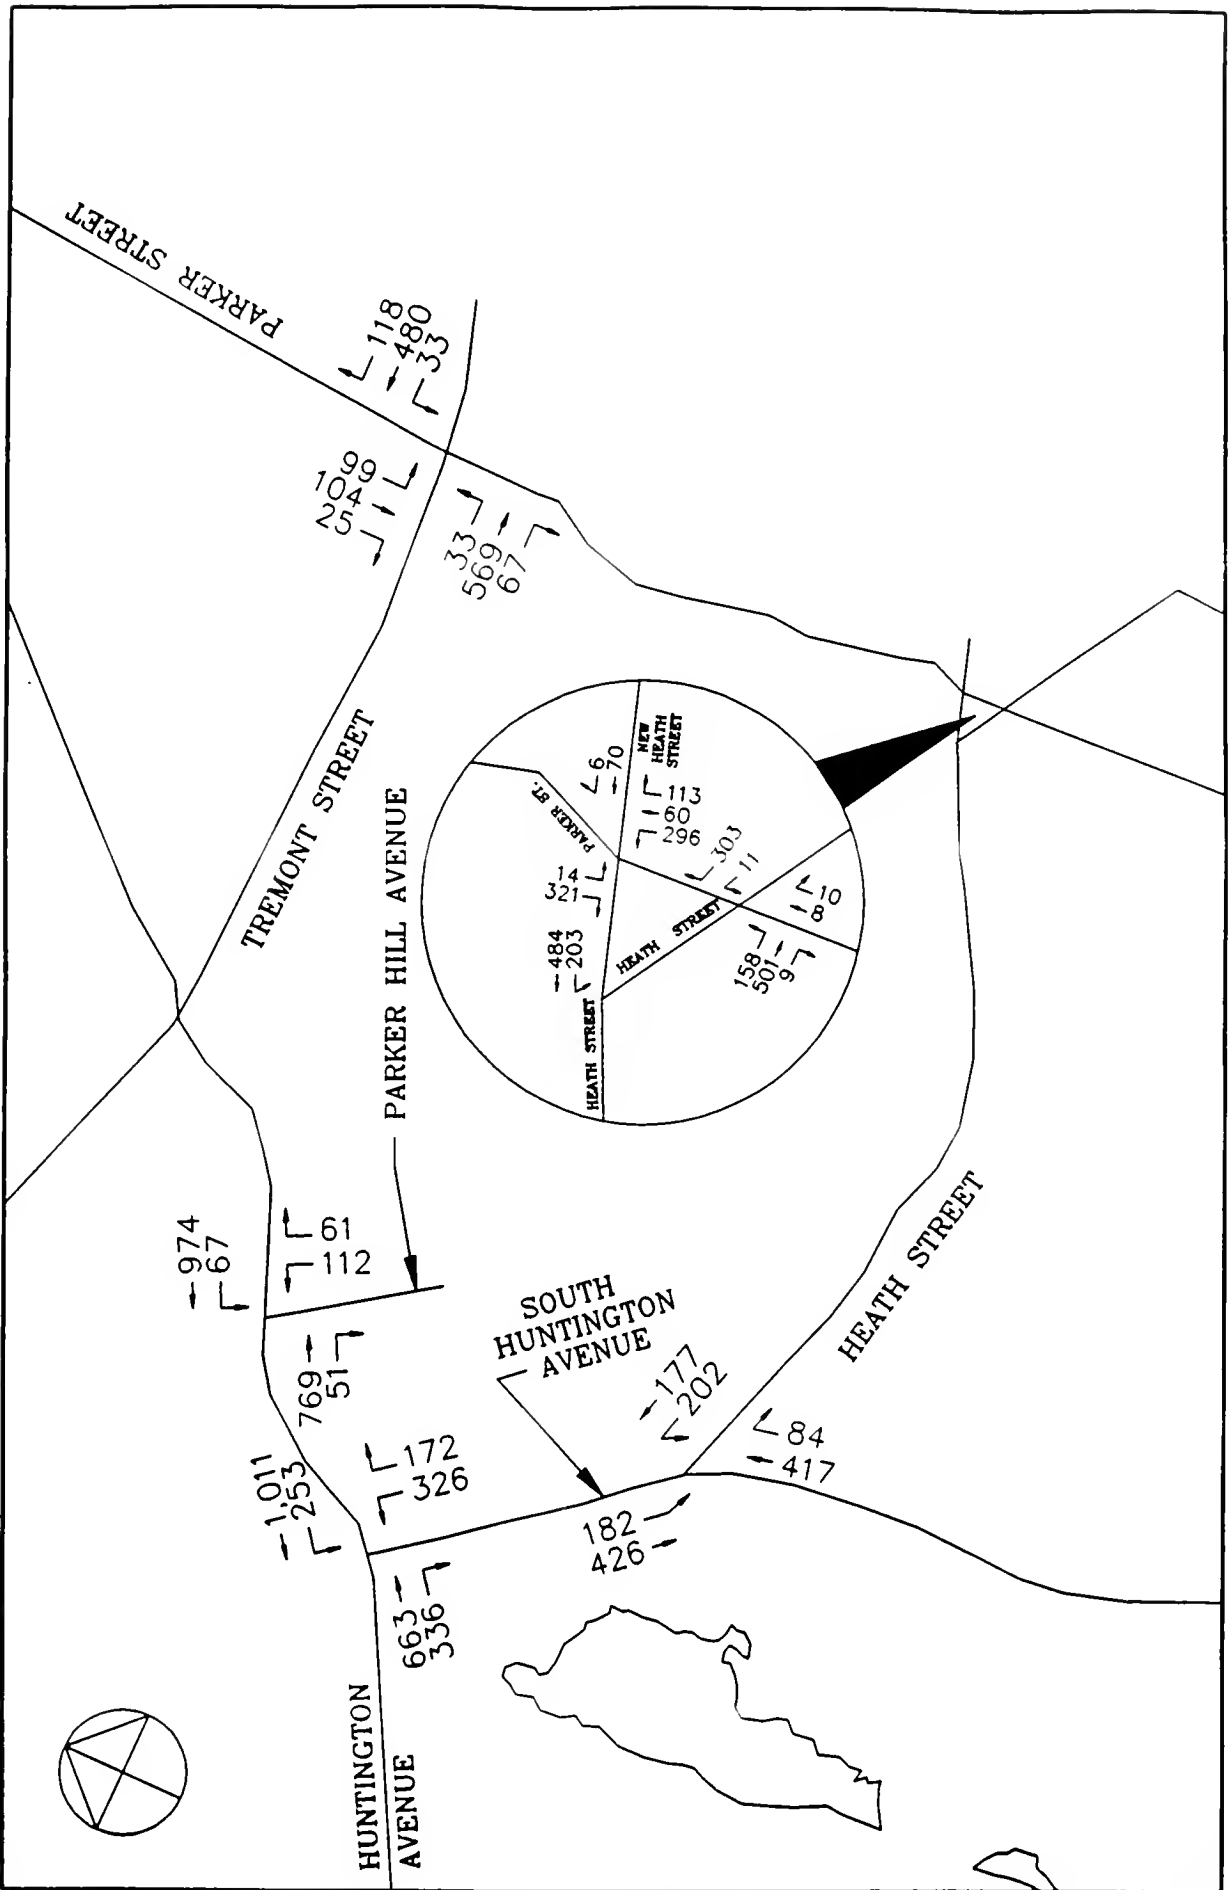 PARKER STREET
118
480
33
99
104
25
33
569
67
TREMONT STREET
PARKER HILL AVENUE
6
70
NEW
HEATH
STREET
PARKER ST.
113
60
296
303
11
14
321
10
8
484
203
HEATH STREET
158
501
9
HEATH STREET
974
67
61
112
769
51
SOUTH
HUNTINGTON
AVENUE
HEATH STREET
177
202
84
417
172
326
1,011
253
182
426
663
336
HUNTINGTON
AVENUE